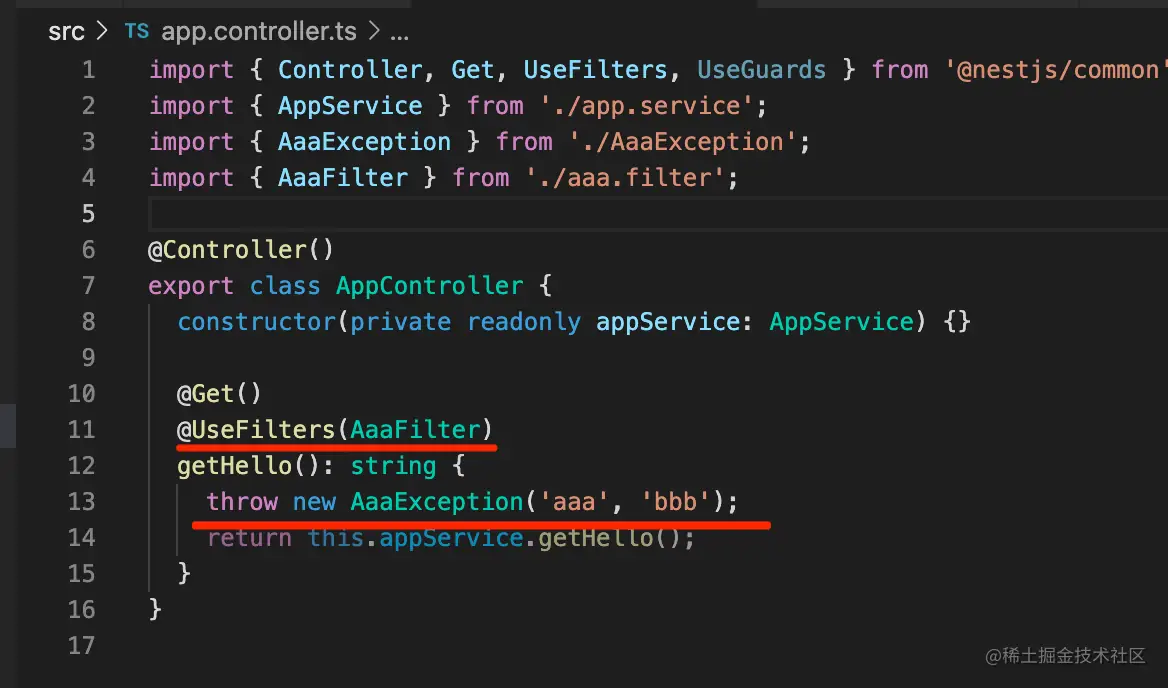 src > TS app.controller.ts > ...
1 import { Controller, Get, UseFilters, UseGuards } from '@nestjs/common'
2 import { AppService } from './app.service';
3 import { AaaException } from './AaaException';
4 import { AaaFilter } from './aaa.filter';
5
6 @Controller()
7 export class AppController {
8 constructor(private readonly appService: AppService) {}
9
10 @Get()
11 @UseFilters(AaaFilter)
12 getHello(): string {
13 throw new AaaException('aaa', 'bbb');
14 return this.appService.getHello();
15 }
16 }
17
@稀土掘金技术社区